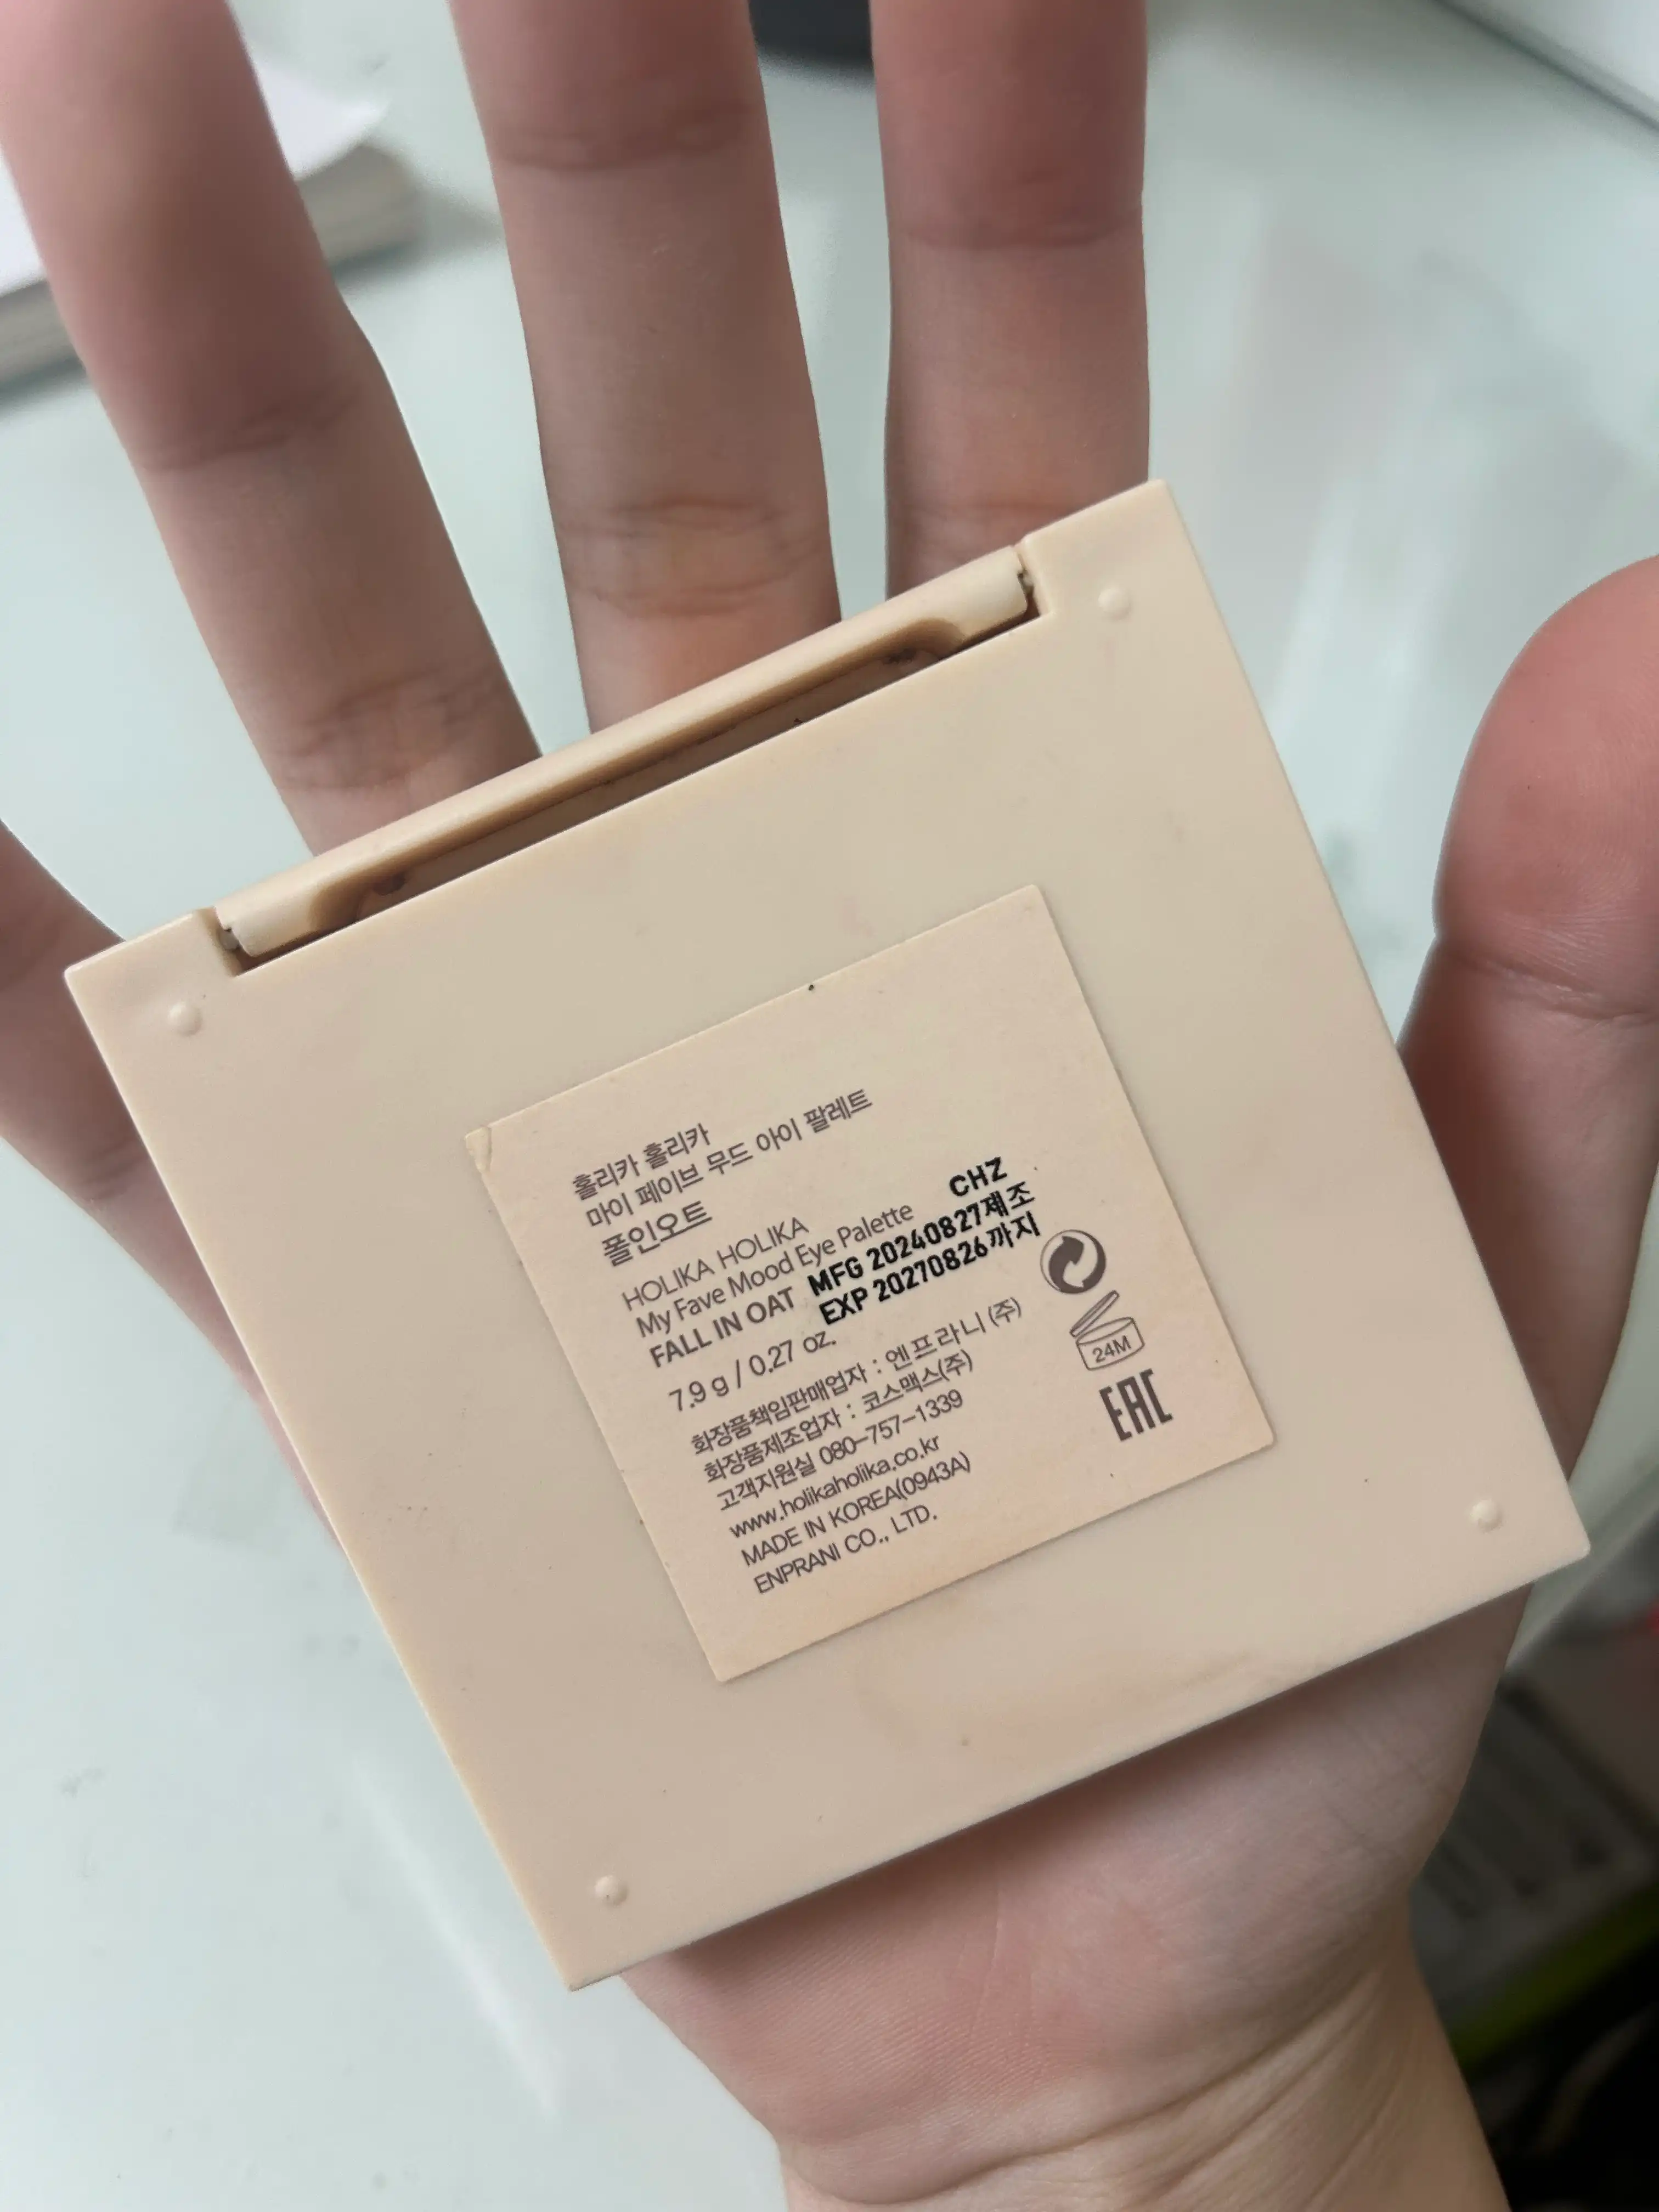 홀리카 홀리카
마이 페이브 무드 아이 팔레트
폴인오트
HOLIKA HOLIKA
My Fave Mood Eye Palette
FALL IN OAT
CHZ
MFG 20240827제조
EXP 20270826까지
7.9 g / 0.27 oz.
화장품책임판매업자 : 엔프라니 (주)
화장품제조업자 : 코스맥스(주)
고객지원실 080-757-1339
www.holikaholika.co.kr
MADE IN KOREA(0943A)
ENPRANI CO., LTD.
24M
EAC